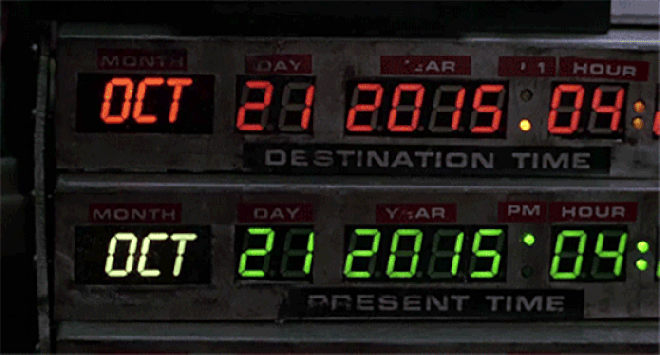 MONTH DAY YEAR HOUR
OCT 21 2015 04:
DESTINATION TIME
MONTH DAY YEAR PM HOUR
OCT 21 2015 04:
PRESENT TIME